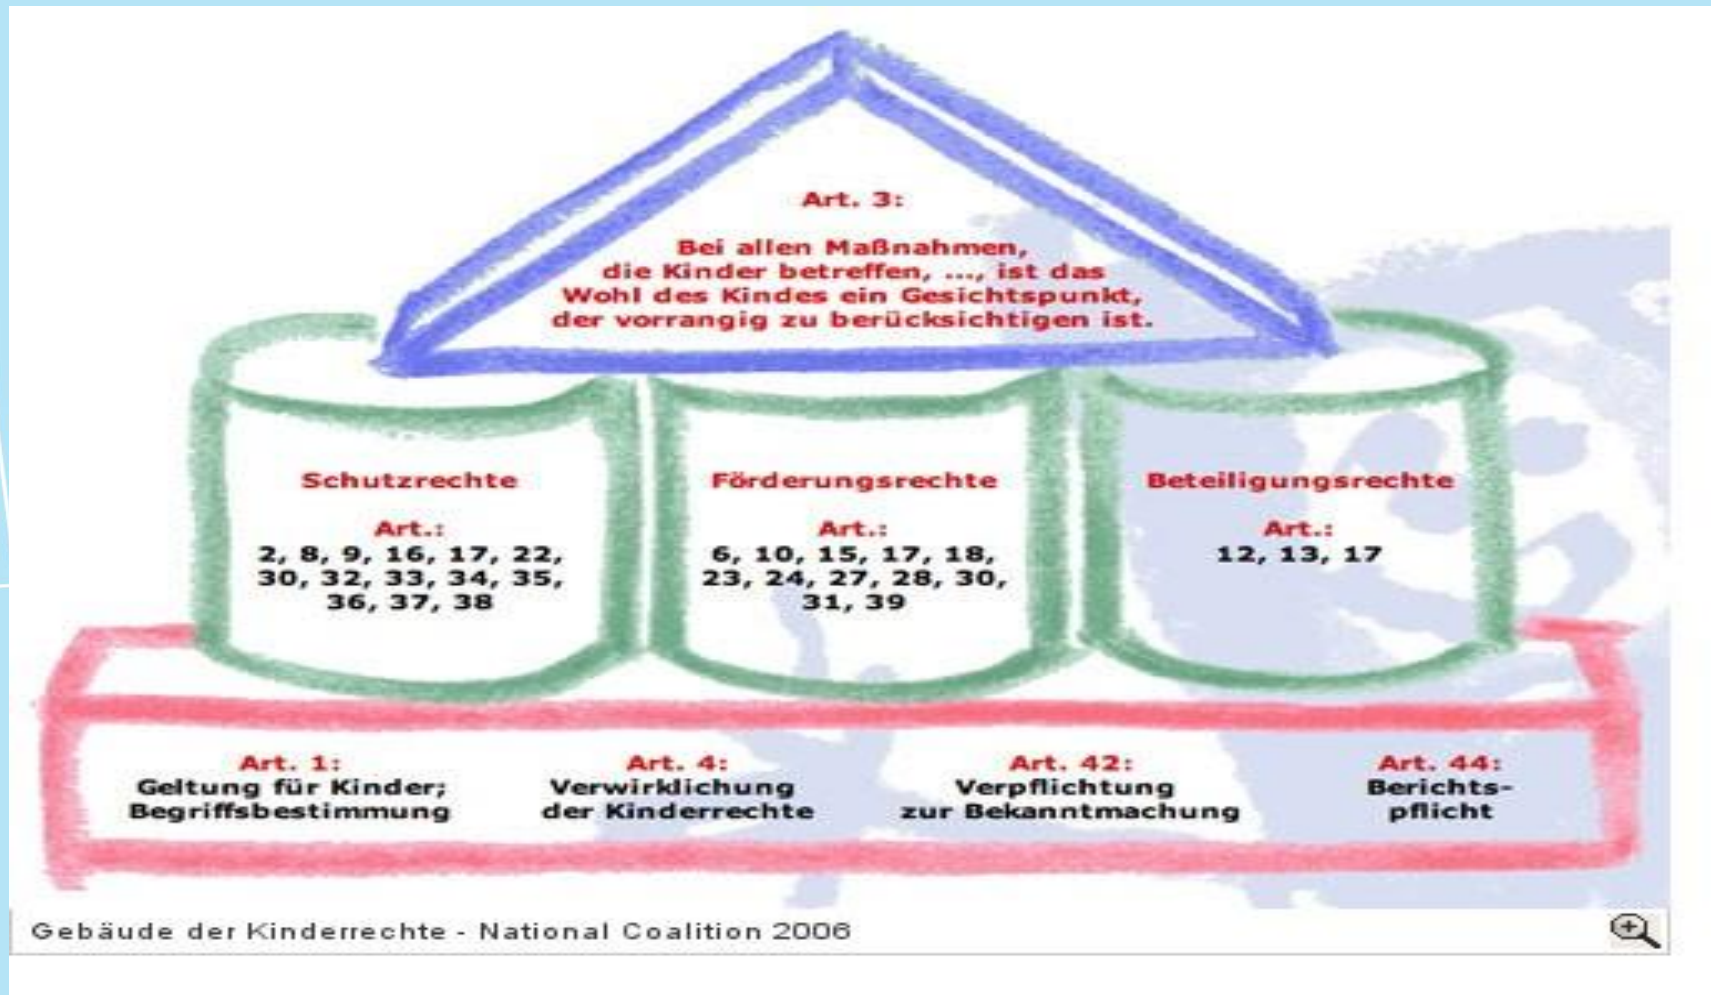 Art. 3:
Bei allen Maßnahmen,
die Kinder betreffen, ..., ist das
Wohl des Kindes ein Gesichtspunkt,
der vorrangig zu berücksichtigen ist.
Schutzrechte
Art.:
2, 8, 9, 16, 17, 22,
30, 32, 33, 34, 35,
36, 37, 38
Förderungsrechte
Art.:
6, 10, 15, 17, 18,
23, 24, 27, 28, 30,
31, 39
Beteiligungsrechte
Art.:
12, 13, 17
Art. 1:
Geltung für Kinder;
Begriffsbestimmung
Art. 4:
Verwirklichung
der Kinderrechte
Art. 42:
Verpflichtung
zur Bekanntmachung
Art. 44:
Berichts-
pflicht
Gebäude der Kinderrechte - National Coalition 2006